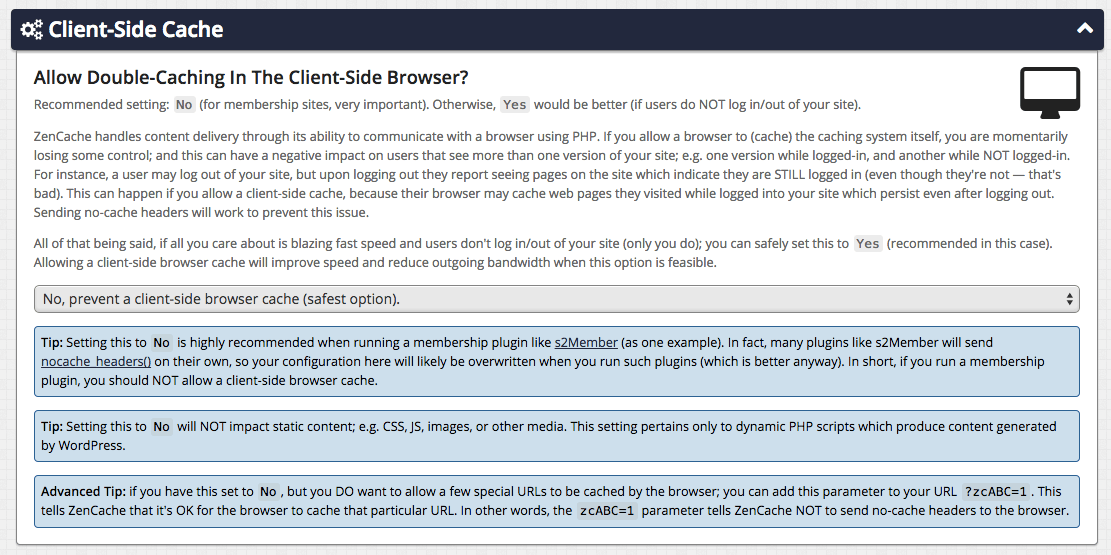 Client-Side Cache
Allow Double-Caching In The Client-Side Browser?
Recommended setting: No (for membership sites, very important). Otherwise, Yes would be better (if users do NOT log in/out of your site).
ZenCache handles content delivery through its ability to communicate with a browser using PHP. If you allow a browser to (cache) the caching system itself, you are momentarily
losing some control; and this can have a negative impact on users that see more than one version of your site; e.g. one version while logged-in, and another while NOT logged-in.
For instance, a user may log out of your site, but upon logging out they report seeing pages on the site which indicate they are STILL logged in (even though they're not — that's
bad). This can happen if you allow a client-side cache, because their browser may cache web pages they visited while logged into your site which persist even after logging out.
Sending no-cache headers will work to prevent this issue.
All of that being said, if all you care about is blazing fast speed and users don't log in/out of your site (only you do); you can safely set this to Yes (recommended in this case).
Allowing a client-side browser cache will improve speed and reduce outgoing bandwidth when this option is feasible.
No, prevent a client-side browser cache (safest option).
Tip: Setting this to No is highly recommended when running a membership plugin like s2Member (as one example). In fact, many plugins like s2Member will send
nocache_headers() on their own, so your configuration here will likely be overwritten when you run such plugins (which is better anyway). In short, if you run a membership
plugin, you should NOT allow a client-side browser cache.
Tip: Setting this to No will NOT impact static content; e.g. CSS, JS, images, or other media. This setting pertains only to dynamic PHP scripts which produce content generated
by WordPress.
Advanced Tip: if you have this set to No, but you DO want to allow a few special URLs to be cached by the browser; you can add this parameter to your URL ?zcABC=1. This
tells ZenCache that it's OK for the browser to cache that particular URL. In other words, the zcABC=1 parameter tells ZenCache NOT to send no-cache headers to the browser.